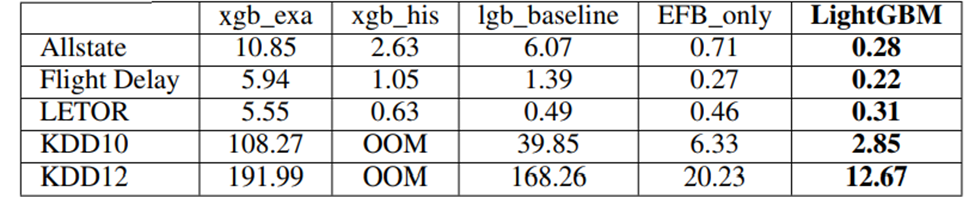 xgb_exa xgb_his lgb_baseline EFB_only LightGBM
Allstate 10.85 2.63 6.07 0.71 0.28
Flight Delay 5.94 1.05 1.39 0.27 0.22
LETOR 5.55 0.63 0.49 0.46 0.31
KDD10 108.27 OOM 39.85 6.33 2.85
KDD12 191.99 OOM 168.26 20.23 12.67